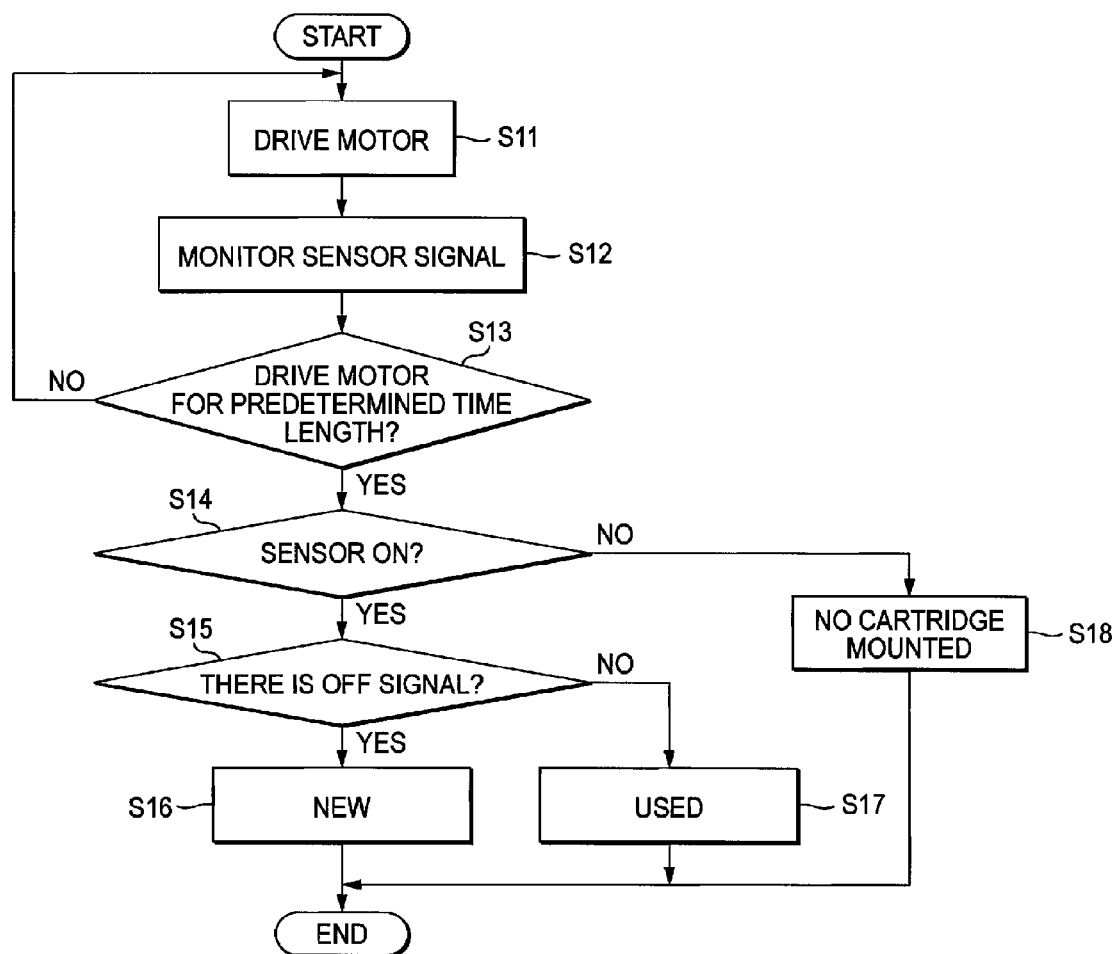 START
DRIVE MOTOR
S11
MONITOR SENSOR SIGNAL
S12
S13
DRIVE MOTOR
FOR PREDETERMINED TIME
LENGTH?
NO
YES
S14
SENSOR ON?
NO
YES
S15
THERE IS OFF SIGNAL?
NO
YES
NO CARTRIDGE
MOUNTED
S18
S16
NEW
USED
S17
END